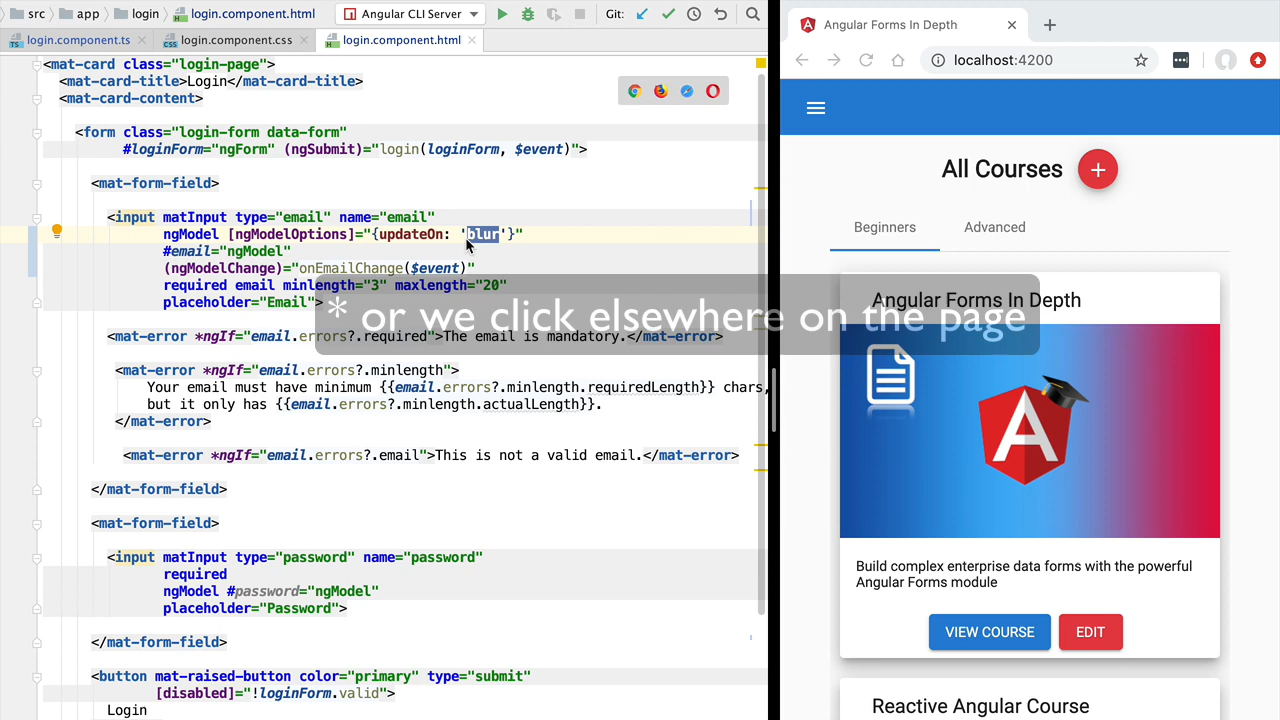 src app login login.component.html Angular CLI Server Git:
login.component.ts login.component.css login.component.html
<mat-card class="login-page">
<mat-card-title>Login</mat-card-title>
<mat-card-content>
<form class="login-form data-form"
#loginForm="ngForm" (ngSubmit)="login(loginForm, $event)">
<mat-form-field>
<input matInput type="email" name="email"
ngModel [ngModelOptions]="{updateOn: 'blur'}"
#email="ngModel"
(ngModelChange)="onEmailChange($event)"
required email minlength="3" maxlength="20"
placeholder="Email">
* or we click elsewhere on the page
<mat-error *ngIf="email.errors?.required">The email is mandatory.</mat-error>
<mat-error *ngIf="email.errors?.minlength">
Your email must have minimum {{email.errors?.minlength.requiredLength}} chars,
but it only has {{email.errors?.minlength.actualLength}}.
</mat-error>
<mat-error *ngIf="email.errors?.email">This is not a valid email.</mat-error>
</mat-form-field>
<mat-form-field>
<input matInput type="password" name="password"
required
ngModel #password="ngModel"
placeholder="Password">
</mat-form-field>
<button mat-raised-button color="primary" type="submit"
[disabled]="!loginForm.valid">
Login
Angular Forms In Depth
localhost:4200
All Courses
Beginners Advanced
Angular Forms In Depth
Build complex enterprise data forms with the powerful
Angular Forms module
VIEW COURSE EDIT
Reactive Angular Course